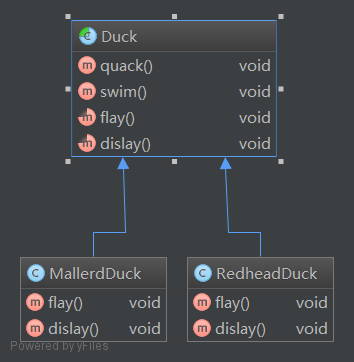 Duck
quack() void
swim() void
flay() void
dislay() void
MallerdDuck
flay() void
dislay() void
RedheadDuck
flay() void
dislay() void
Powered by yFiles